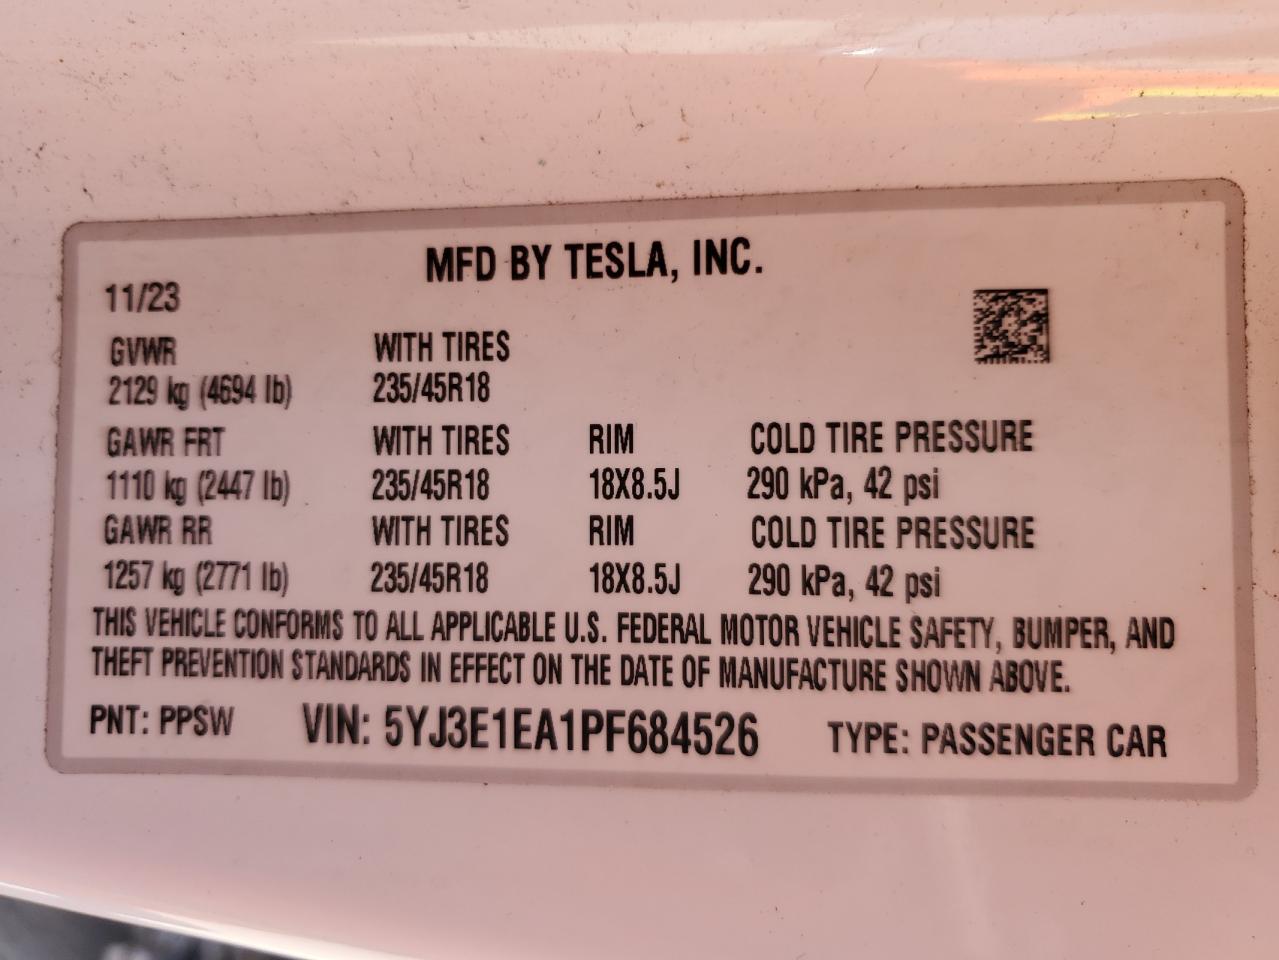 MFD BY TESLA, INC.
11/23
GVWR WITH TIRES
2129 kg (4694 lb) 235/45R18
GAWR FRT WITH TIRES RIM COLD TIRE PRESSURE
1110 kg (2447 lb) 235/45R18 18X8.5J 290 kPa, 42 psi
GAWR RR WITH TIRES RIM COLD TIRE PRESSURE
1257 kg (2771 lb) 235/45R18 18X8.5J 290 kPa, 42 psi
THIS VEHICLE CONFORMS TO ALL APPLICABLE U.S. FEDERAL MOTOR VEHICLE SAFETY, BUMPER, AND
THEFT PREVENTION STANDARDS IN EFFECT ON THE DATE OF MANUFACTURE SHOWN ABOVE.
PNT: PPSW VIN: 5YJ3E1EA1PF684526 TYPE: PASSENGER CAR